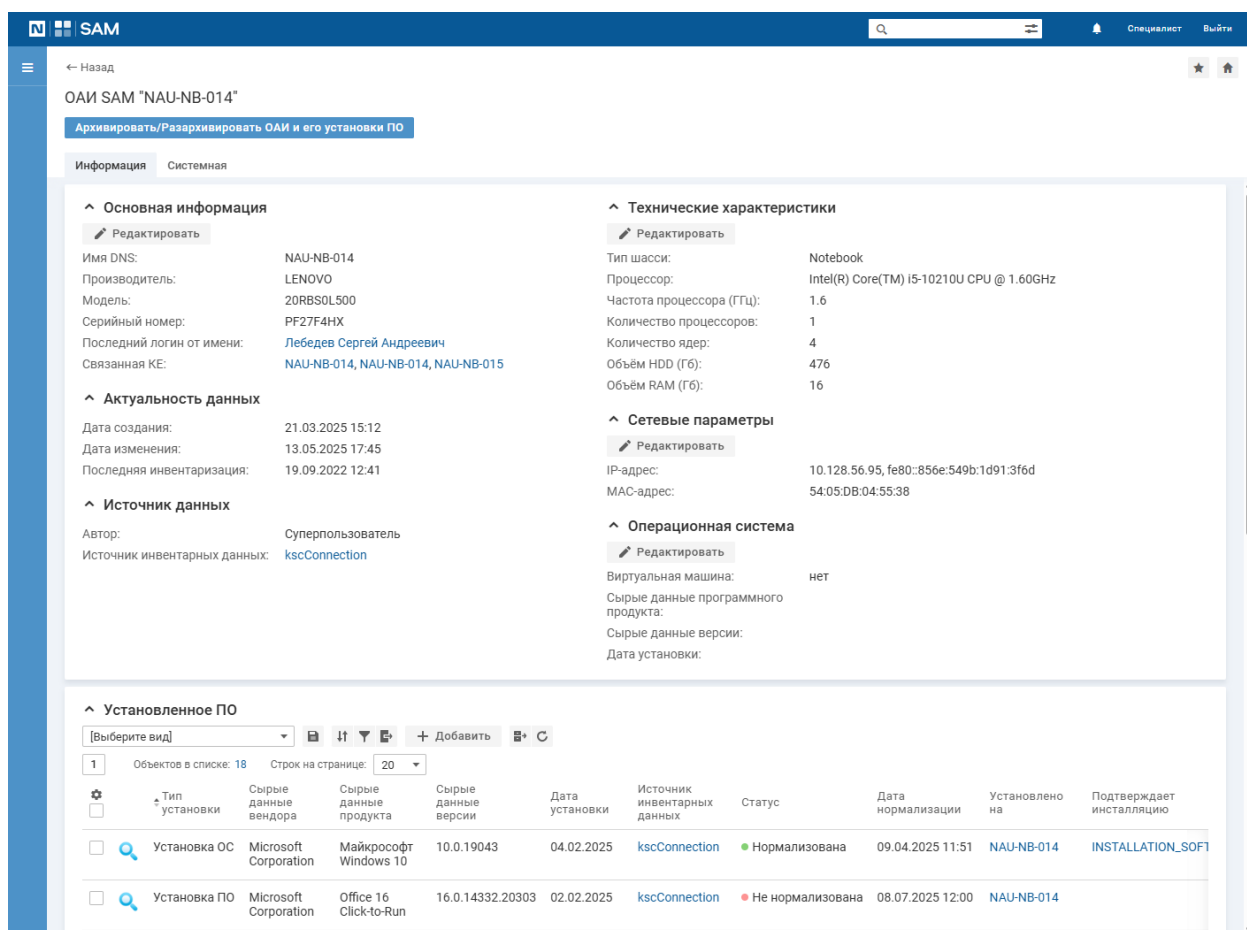 N SAM Специалист Выйти
← Назад
ОАИ SAM "NAU-NB-014"
Архивировать/Разархивировать ОАИ и его установки ПО
Информация Системная
Основная информация
Редактировать
Имя DNS: NAU-NB-014
Производитель: LENOVO
Модель: 20RBS0L500
Серийный номер: PF27F4HX
Последний логин от имени: Лебедев Сергей Андреевич
Связанная КЕ: NAU-NB-014, NAU-NB-014, NAU-NB-015
Актуальность данных
Дата создания: 21.03.2025 15:12
Дата изменения: 13.05.2025 17:45
Последняя инвентаризация: 19.09.2022 12:41
Источник данных
Автор: Суперпользователь
Источник инвентарных данных: kscConnection
Технические характеристики
Редактировать
Тип шасси: Notebook
Процессор: Intel(R) Core(TM) i5-10210U CPU @ 1.60GHz
Частота процессора (ГГц): 1.6
Количество процессоров: 1
Количество ядер: 4
Объём HDD (Гб): 476
Объём RAM (Гб): 16
Сетевые параметры
Редактировать
IP-адрес: 10.128.56.95, fe80::856e:549b:1d91:3f6d
MAC-адрес: 54:05:DB:04:55:38
Операционная система
Редактировать
Виртуальная машина: нет
Сырые данные программного
продукта:
Сырые данные версии:
Дата установки:
Установленное ПО
[Выберите вид] + Добавить
1 Объектов в списке: 18 Строк на странице: 20
Тип установки Сырые данные вендора Сырые данные продукта Сырые данные версии Дата установки Источник инвентарных данных Статус Дата нормализации Установлено на Подтверждает инсталляцию
Установка ОС Microsoft Corporation Майкрософт Windows 10 10.0.19043 04.02.2025 kscConnection Нормализована 09.04.2025 11:51 NAU-NB-014 INSTALLATION_SOFT
Установка ПО Microsoft Corporation Office 16 Click-to-Run 16.0.14332.20303 02.02.2025 kscConnection Не нормализована 08.07.2025 12:00 NAU-NB-014